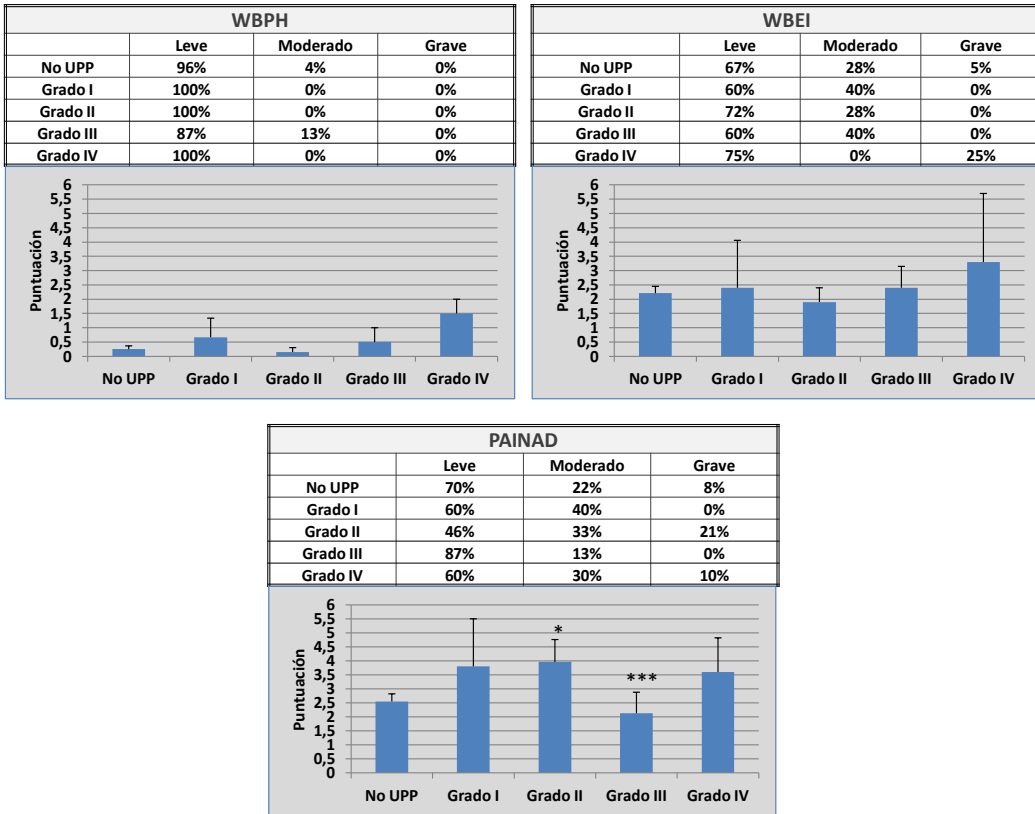 WBPH
Leve Moderado Grave
No UPP 96% 4% 0%
Grado I 100% 0% 0%
Grado II 100% 0% 0%
Grado III 87% 13% 0%
Grado IV 100% 0% 0%
Puntuación
6
5,5
5
4,5
4
3,5
3
2,5
2
1,5
1
0,5
0
No UPP Grado I Grado II Grado III Grado IV
WBEI
Leve Moderado Grave
No UPP 67% 28% 5%
Grado I 60% 40% 0%
Grado II 72% 28% 0%
Grado III 60% 40% 0%
Grado IV 75% 0% 25%
Puntuación
6
5,5
5
4,5
4
3,5
3
2,5
2
1,5
1
0,5
0
No UPP Grado I Grado II Grado III Grado IV
PAINAD
Leve Moderado Grave
No UPP 70% 22% 8%
Grado I 60% 40% 0%
Grado II 46% 33% 21%
Grado III 87% 13% 0%
Grado IV 60% 30% 10%
Puntuación
6
5,5
5
4,5
4
3,5
3
2,5
2
1,5
1
0,5
0
*
***
No UPP Grado I Grado II Grado III Grado IV